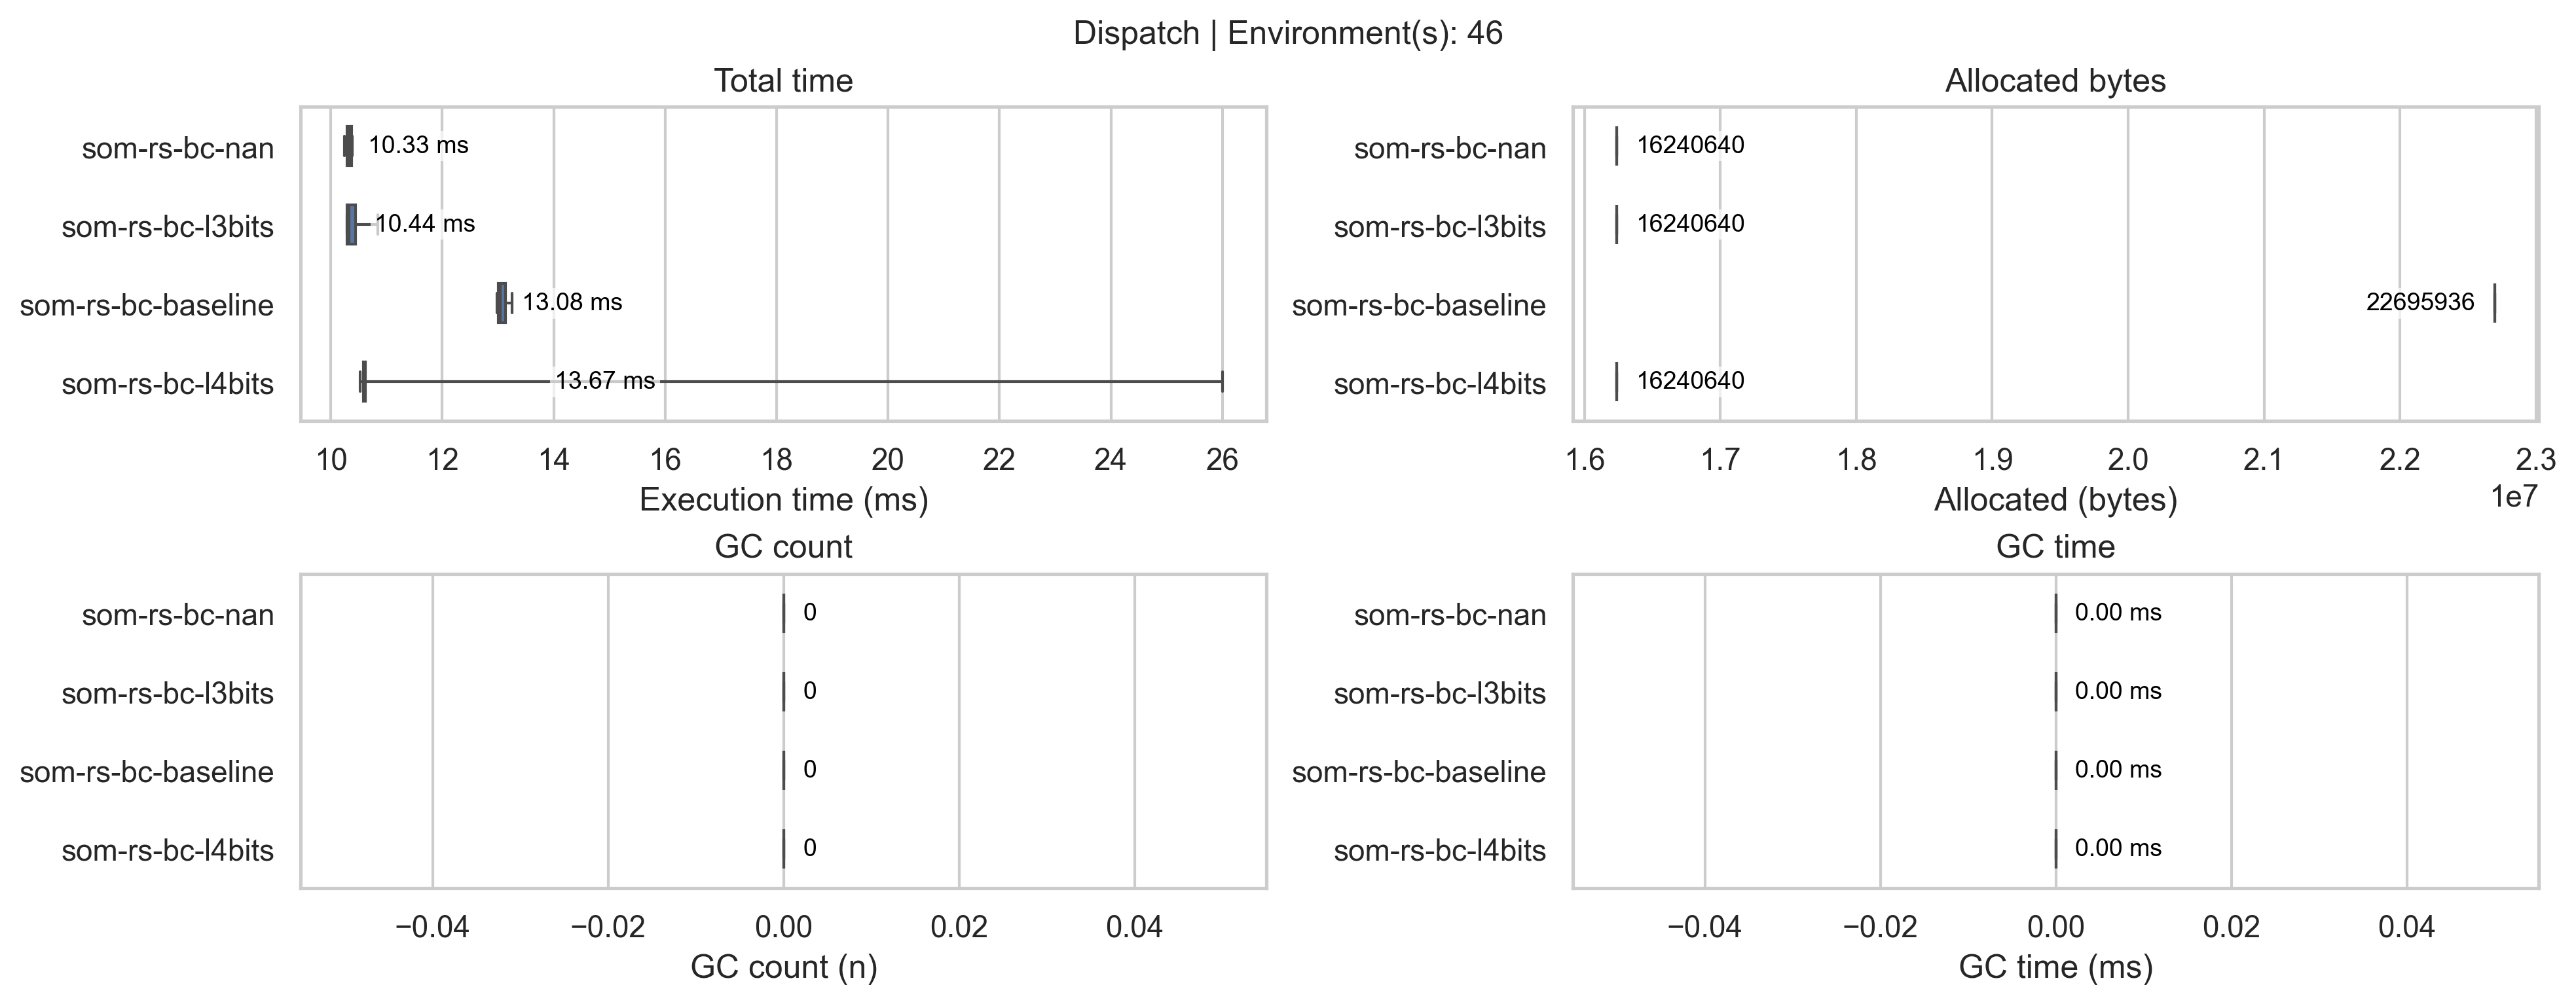 Dispatch | Environment(s): 46
Total time
som-rs-bc-nan
10.33 ms
som-rs-bc-l3bits
10.44 ms
som-rs-bc-baseline
13.08 ms
som-rs-bc-l4bits
13.67 ms
10 12 14 16 18 20 22 24 26
Execution time (ms)
Allocated bytes
som-rs-bc-nan
16240640
som-rs-bc-l3bits
16240640
som-rs-bc-baseline
22695936
som-rs-bc-l4bits
16240640
1.6 1.7 1.8 1.9 2.0 2.1 2.2 2.3
1e7
Allocated (bytes)
GC count
som-rs-bc-nan
0
som-rs-bc-l3bits
0
som-rs-bc-baseline
0
som-rs-bc-l4bits
0
−0.04 −0.02 0.00 0.02 0.04
GC count (n)
GC time
som-rs-bc-nan
0.00 ms
som-rs-bc-l3bits
0.00 ms
som-rs-bc-baseline
0.00 ms
som-rs-bc-l4bits
0.00 ms
−0.04 −0.02 0.00 0.02 0.04
GC time (ms)